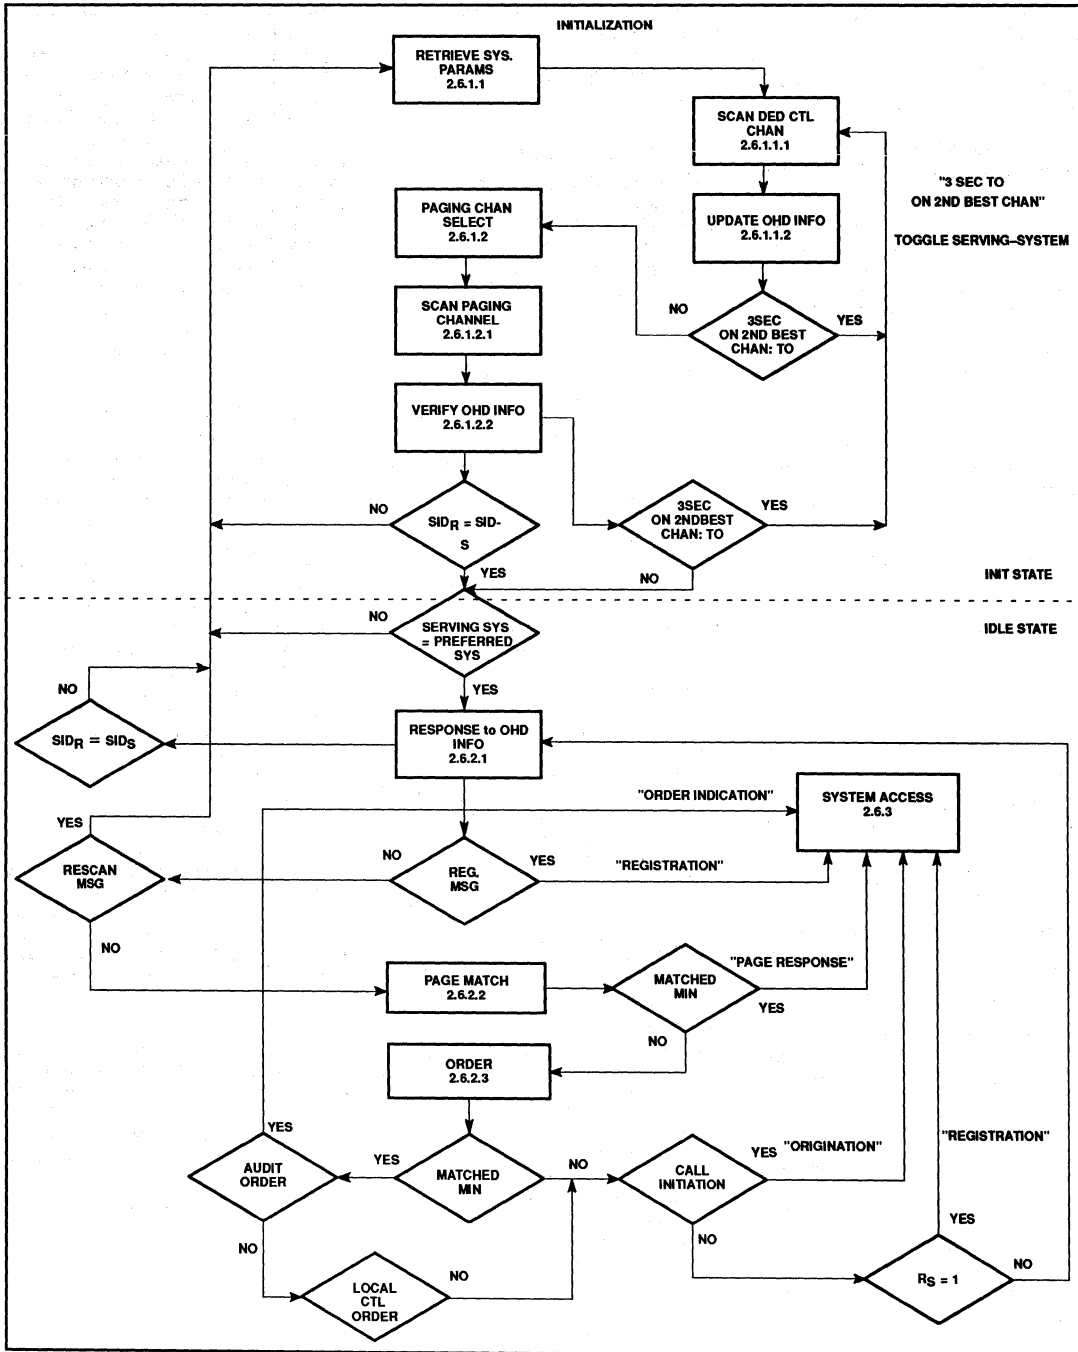 INITIALIZATION
RETRIEVE SYS.
PARAMS
2.6.1.1
SCAN DED CTL
CHAN
2.6.1.1.1
"3 SEC TO
ON 2ND BEST CHAN"
TOGGLE SERVING–SYSTEM
PAGING CHAN
SELECT
2.6.1.2
UPDATE OHD INFO
2.6.1.1.2
SCAN PAGING
CHANNEL
2.6.1.2.1
NO
3SEC
ON 2ND BEST
CHAN: TO
YES
VERIFY OHD INFO
2.6.1.2.2
NO
SIDR = SID-
S
YES
3SEC
ON 2NDBEST
CHAN: TO
YES
NO
INIT STATE
IDLE STATE
NO
SERVING SYS
= PREFERRED
SYS
YES
NO
SIDR = SIDS
RESPONSE to OHD
INFO
2.6.2.1
"ORDER INDICATION"
SYSTEM ACCESS
2.6.3
YES
RESCAN
MSG
NO
NO
REG.
MSG
YES
"REGISTRATION"
PAGE MATCH
2.6.2.2
MATCHED
MIN
"PAGE RESPONSE"
YES
NO
ORDER
2.6.2.3
YES
AUDIT
ORDER
NO
YES
MATCHED
MIN
NO
CALL
INITIATION
YES
"ORIGINATION"
NO
"REGISTRATION"
YES
LOCAL
CTL
ORDER
NO
RS = 1
NO